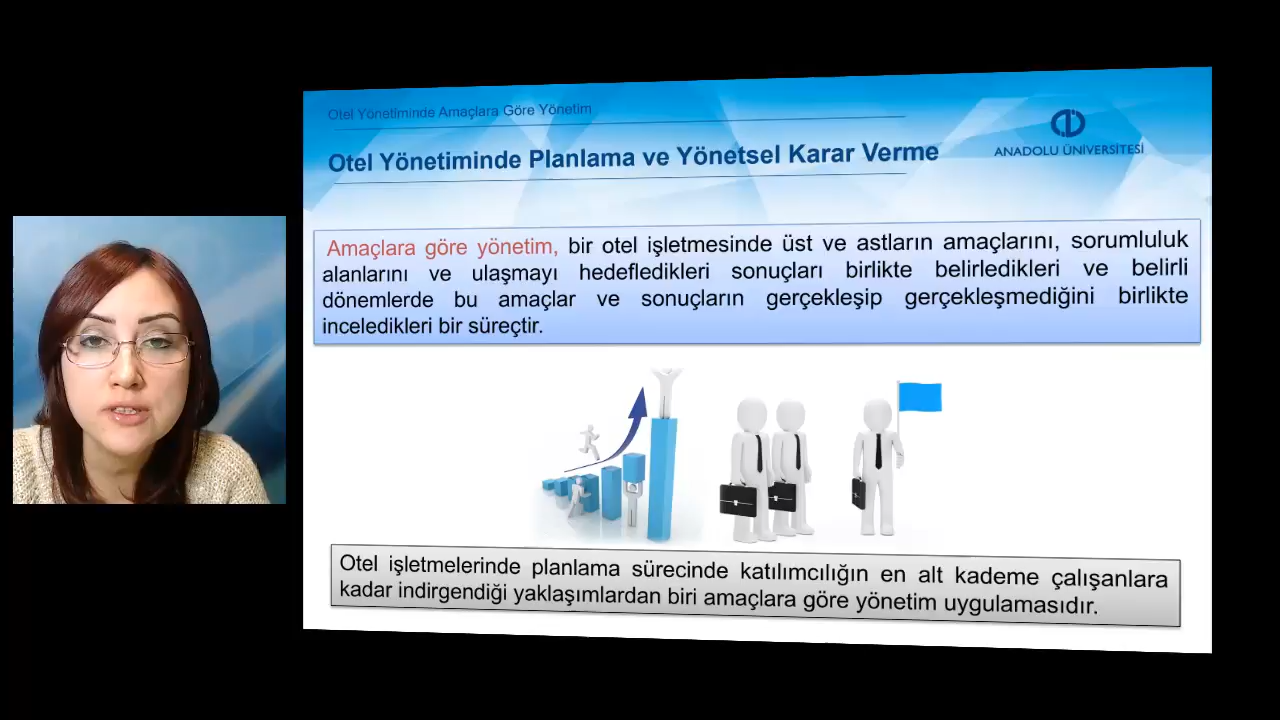 Otel Yönetiminde Amaçlara Göre Yönetim
Otel Yönetiminde Planlama ve Yönetsel Karar Verme
ANADOLU ÜNİVERSİTESİ
Amaçlara göre yönetim, bir otel işletmesinde üst ve astların amaçlarını, sorumluluk
alanlarını ve ulaşmayı hedefledikleri sonuçları birlikte belirledikleri ve belirli
dönemlerde bu amaçlar ve sonuçların gerçekleşip gerçekleşmediğini birlikte
inceledikleri bir süreçtir.
Otel işletmelerinde planlama sürecinde katılımcılığın en alt kademe çalışanlara
kadar indirgendiği yaklaşımlardan biri amaçlara göre yönetim uygulamasıdır.